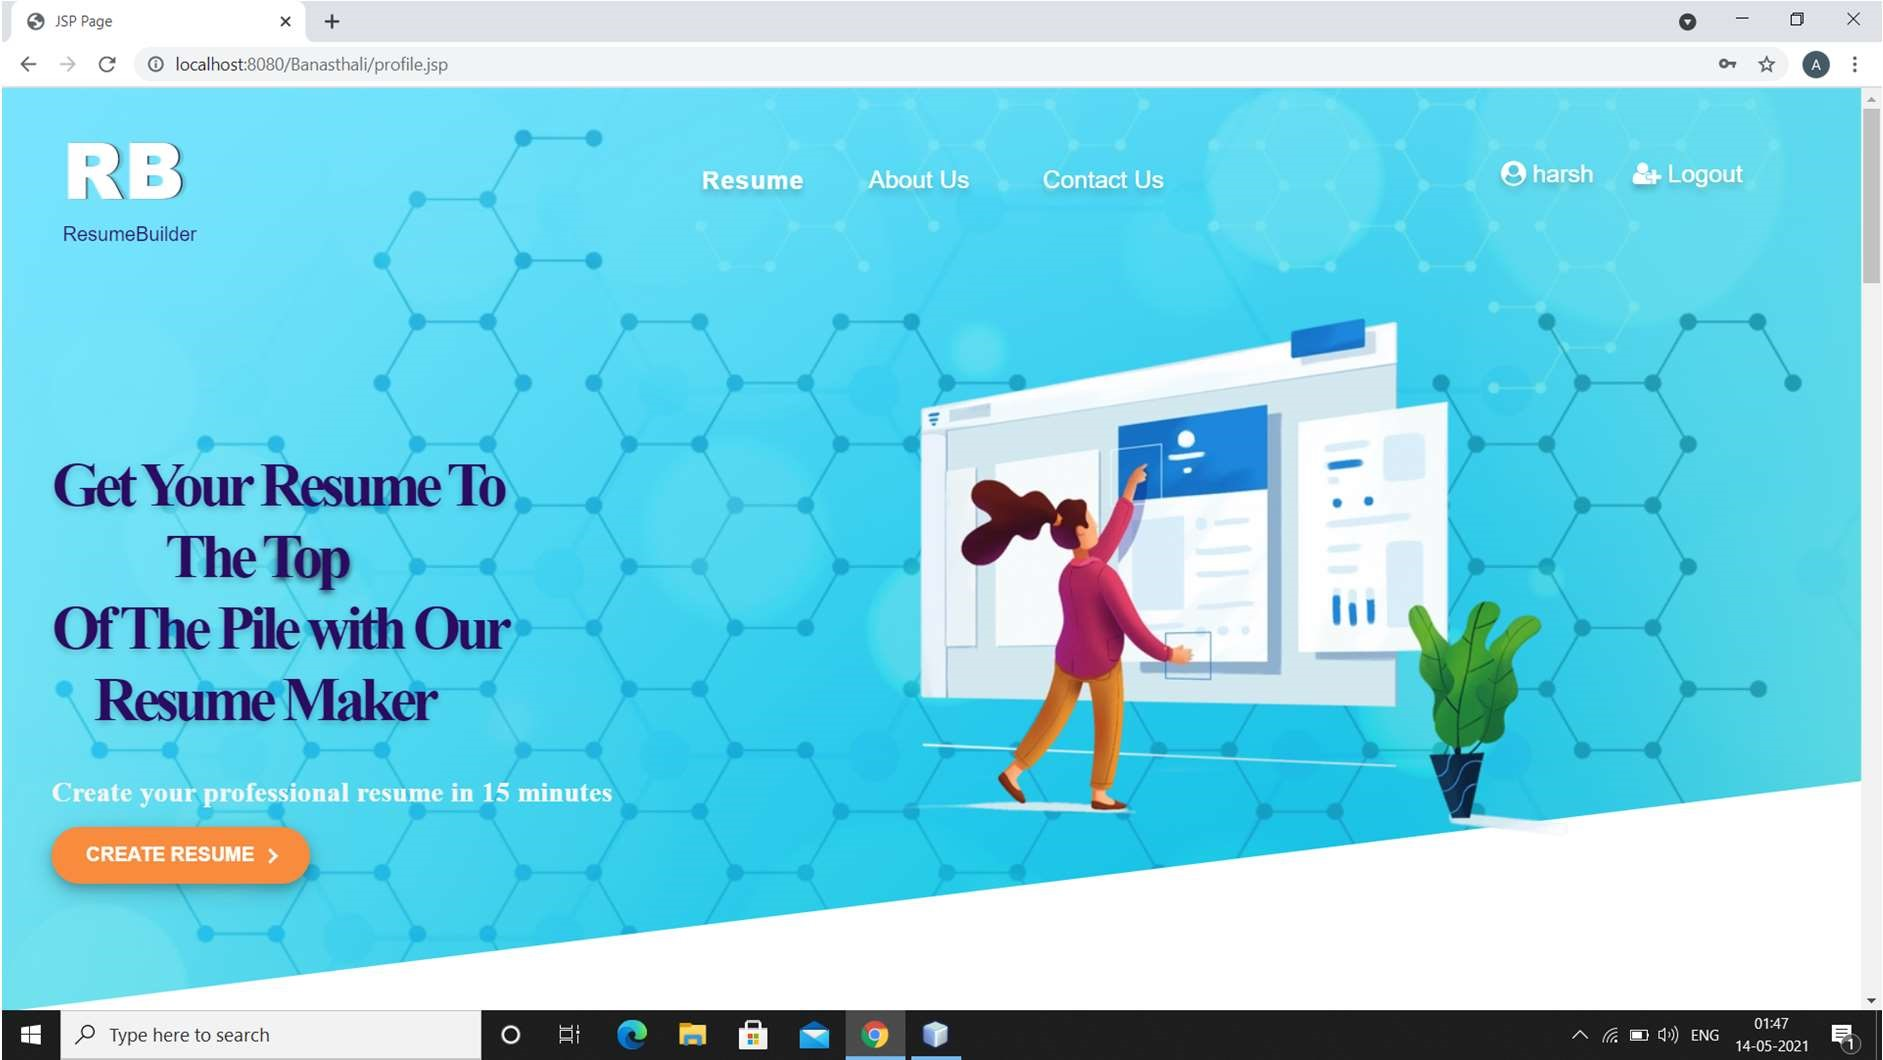 JSP Page
localhost:8080/Banasthali/profile.jsp
A
RB
ResumeBuilder
Resume
About Us
Contact Us
harsh
Logout
Get Your Resume To
The Top
Of The Pile with Our
Resume Maker
Create your professional resume in 15 minutes
CREATE RESUME
Type here to search
ENG
01:47
14-05-2021
1